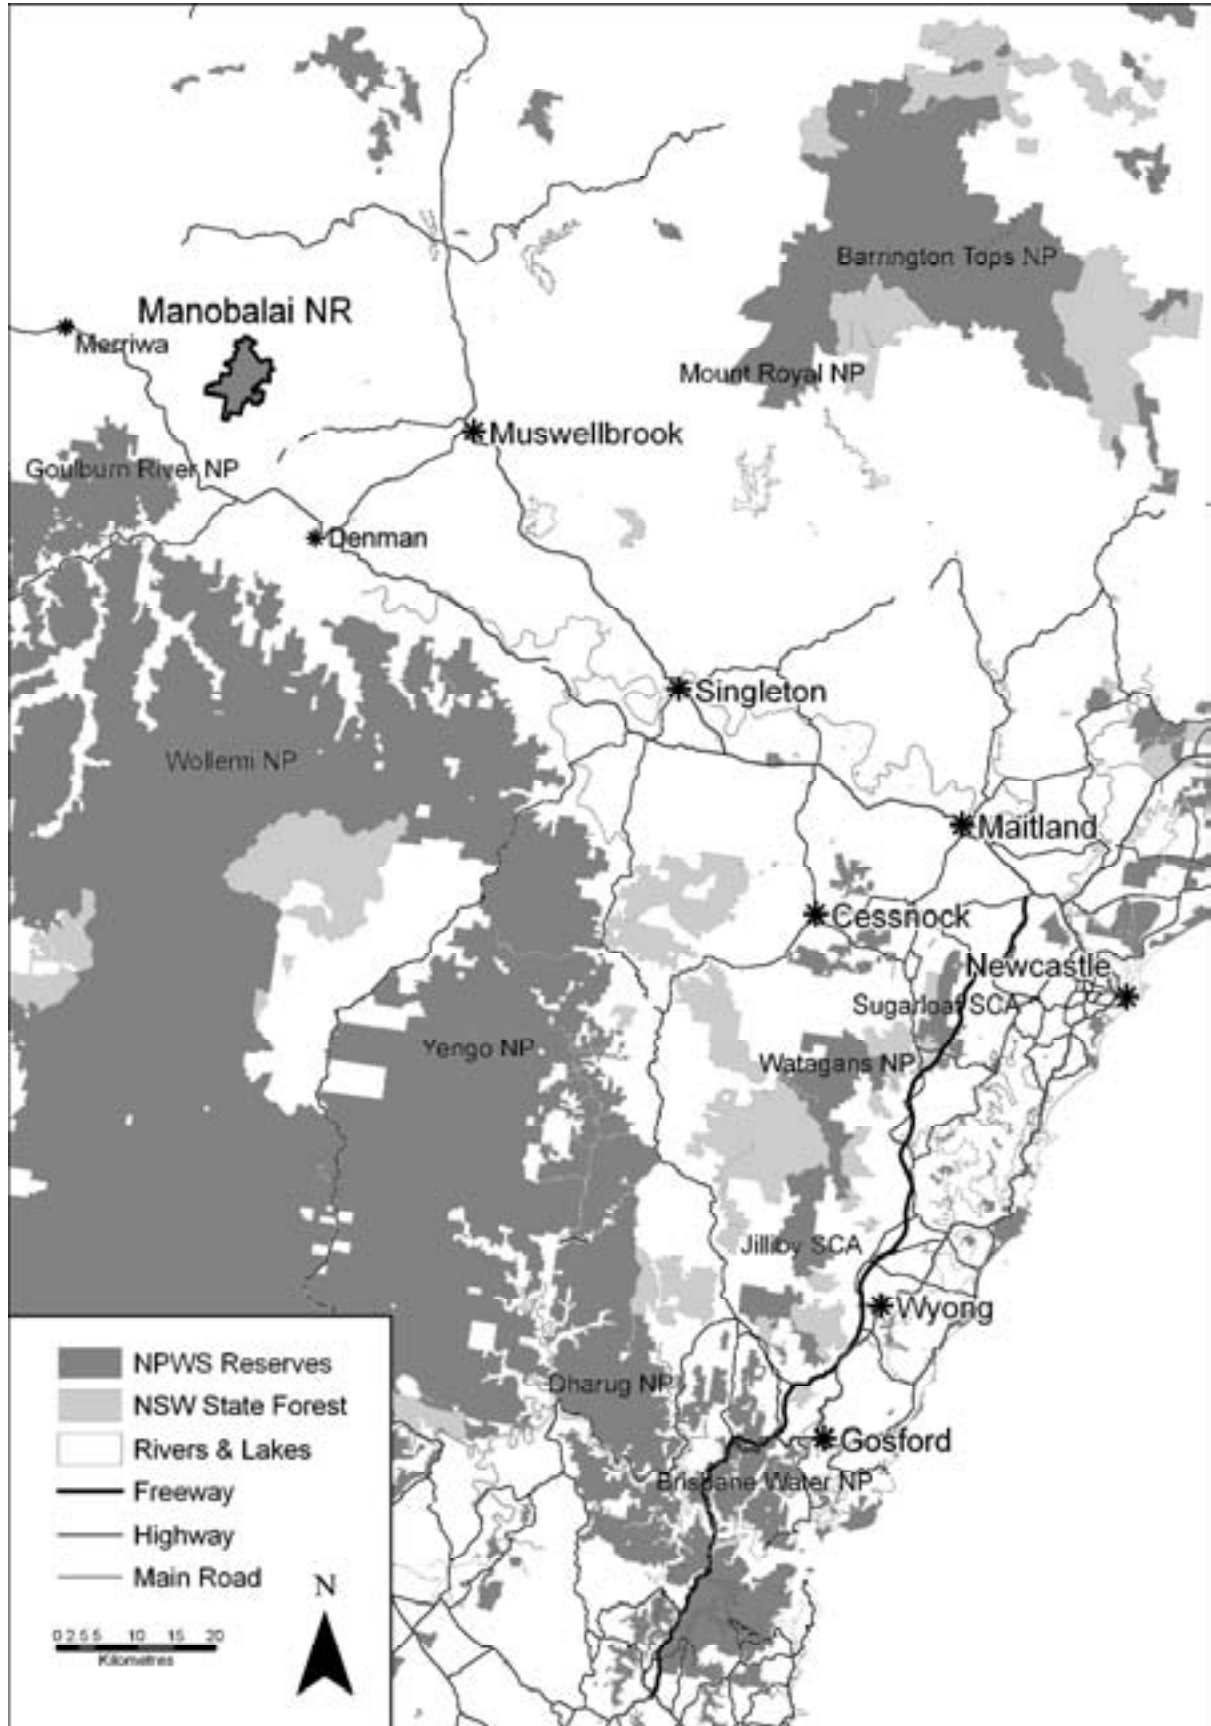 Barrington Tops NP
Manobalai NR
Merriwa
Mount Royal NP
Muswellbrook
Goulburn River NP
Denman
Singleton
Wollemi NP
Maitland
Cessnock
Newcastle
Sugarloaf SCA
Yengo NP
Watagans NP
Jilliby SCA
Wyong
NPWS Reserves
Dharug NP
NSW State Forest
Rivers & Lakes
Gosford
Brisbane Water NP
Freeway
Highway
Main Road
N
0 2.5 5 10 15 20
Kilometres